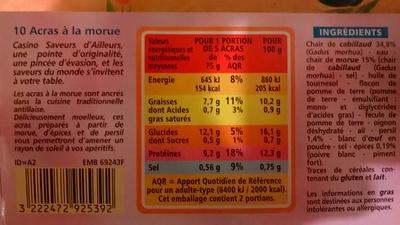 10 Acras à la morue
Casino Saveurs d'Ailleurs,
une pointe d'originalité,
une pincée d'évasion, et les
saveurs du monde s'invitent
à votre table.
Les acras à la morue sont ancrés
dans la cuisine traditionnelle
antillaise.
Délicieusement moelleux, ces
acras préparés à partir de
morue, d'épices et de persil
vous permettront d'amener un
rayon de soleil à vos apéritifs.
ID=A2 EMB 69243F
3 222472 925392
Valeurs énergétiques et nutritionnelles moyennes
POUR 1 PORTION DE 5 ACRAS
75 g % des AQR
POUR 100 g
Energie 645 kJ 8% 860 kJ
154 kcal 205 kcal
Graisses 7,7 g 11% 10,2 g
dont Acides 0,7 g 3% 0,9 g
gras saturés
Glucides 12,1 g 5% 16,1 g
dont Sucres 0,5 g 1% 0,7 g
Protéines 9,2 g 18% 12,3 g
Sel 0,56 g 9% 0,75 g
AQR = Apport Quotidien de Référence
pour un adulte-type (8400 kJ / 2000 kcal).
Cet emballage contient 2 portions.
INGRÉDIENTS
Chair de cabillaud 34,8%
(Gadus morhua) - eau -
chair de morue 15% (chair
de cabillaud (Gadus
morhua) - sel) - huile de
tournesol - flocon de
pomme de terre (pomme
de terre - émulsifiant :
mono- et diglycérides
d'acides gras) - fécule de
pomme de terre - oignon
déshydraté - ail - persil
1,4% - blanc d'œuf en
poudre - sel - épices 0,19%
(poivre blanc - piment
fort).
Traces de céréales con-
tenant du gluten et lait.
Les informations en gras
sont destinées aux personnes
intolérantes ou allergiques.